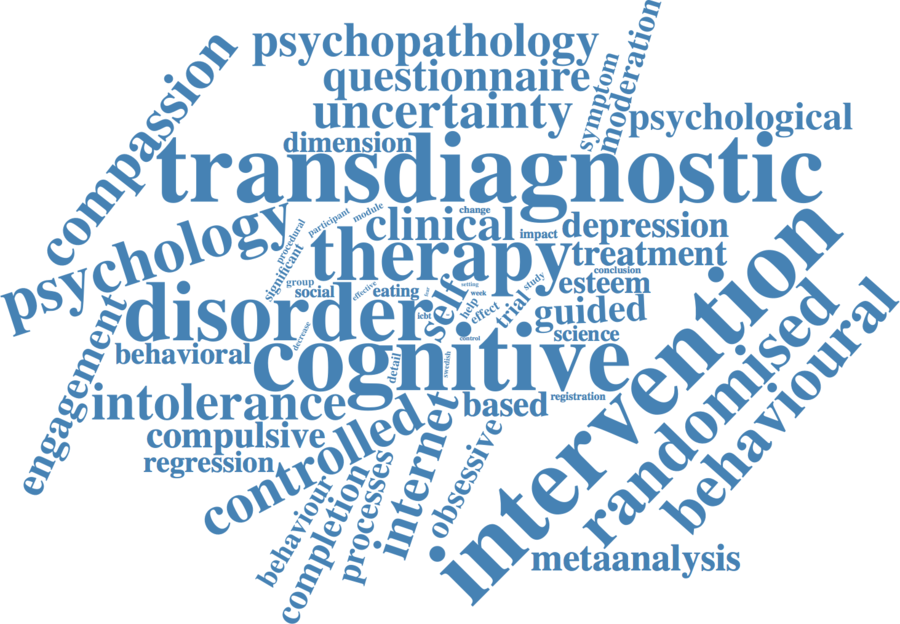 psychopathology
questionnaire
uncertainty
compassion
symptom
moderation
psychological
dimension
transdiagnostic
psychology
procedural
participant
module
clinical
change
impact
depression
significant
therapy
treatment
conclusion
group
social
effective
eating
self
setting
week
study
esteem
disorder
icbt
help
effect
trial
guided
science
engagement
behavioral
decrease
cognitive
control
detail
swedish
intervention
randomised
behavioural
intolerance
compulsive
regression
controlled
internet
based
registration
behaviour
completion
processes
obsessive
metaanalysis